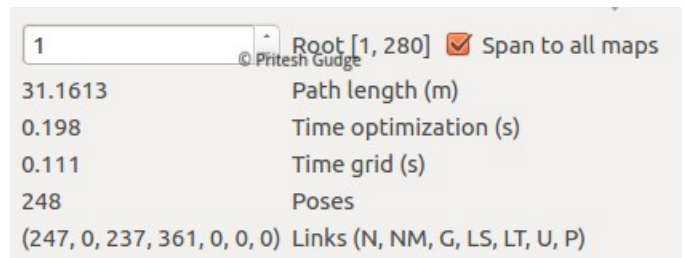 1 Root [1, 280] Span to all maps
© Pritesh Gudge
31.1613 Path length (m)
0.198 Time optimization (s)
0.111 Time grid (s)
248 Poses
(247, 0, 237, 361, 0, 0, 0) Links (N, NM, G, LS, LT, U, P)